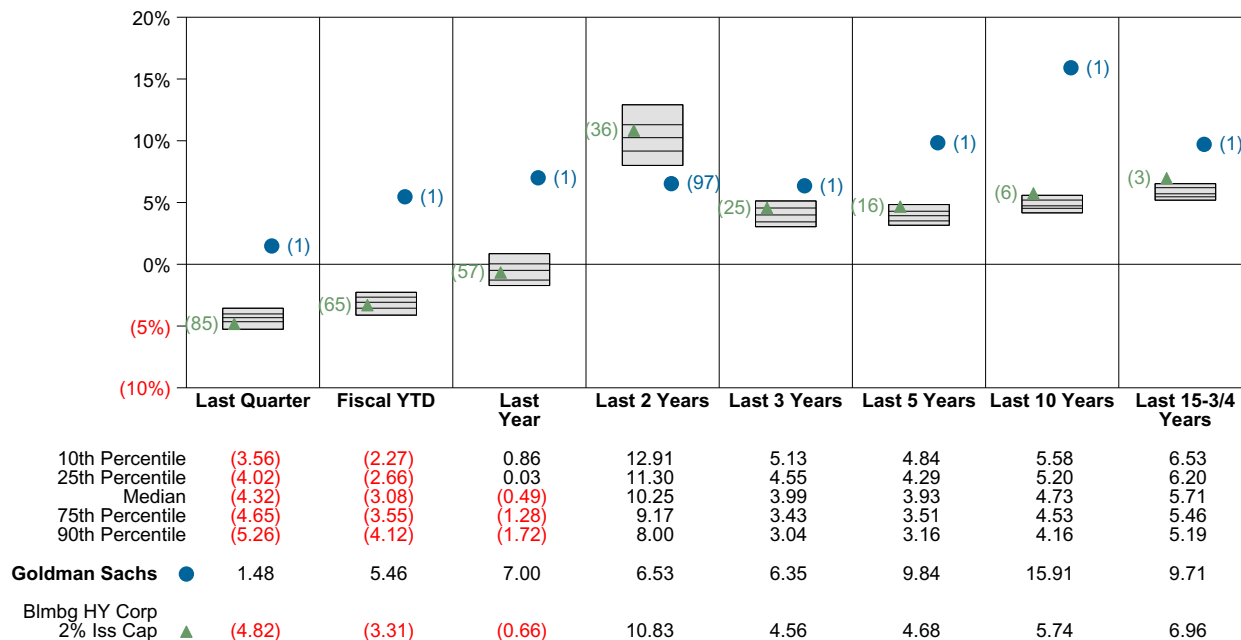 20%
15%
10%
5%
0%
(5%)
(10%)
(1)
(85)
(1)
(65)
(1)
(57)
(36)
(97)
(1)
(25)
(1)
(16)
(1)
(6)
(1)
(3)
Last Quarter Fiscal YTD Last Year Last 2 Years Last 3 Years Last 5 Years Last 10 Years Last 15-3/4 Years
10th Percentile (3.56) (2.27) 0.86 12.91 5.13 4.84 5.58 6.53
25th Percentile (4.02) (2.66) 0.03 11.30 4.55 4.29 5.20 6.20
Median (4.32) (3.08) (0.49) 10.25 3.99 3.93 4.73 5.71
75th Percentile (4.65) (3.55) (1.28) 9.17 3.43 3.51 4.53 5.46
90th Percentile (5.26) (4.12) (1.72) 8.00 3.04 3.16 4.16 5.19
Goldman Sachs 1.48 5.46 7.00 6.53 6.35 9.84 15.91 9.71
Blmbg HY Corp
2% Iss Cap (4.82) (3.31) (0.66) 10.83 4.56 4.68 5.74 6.96